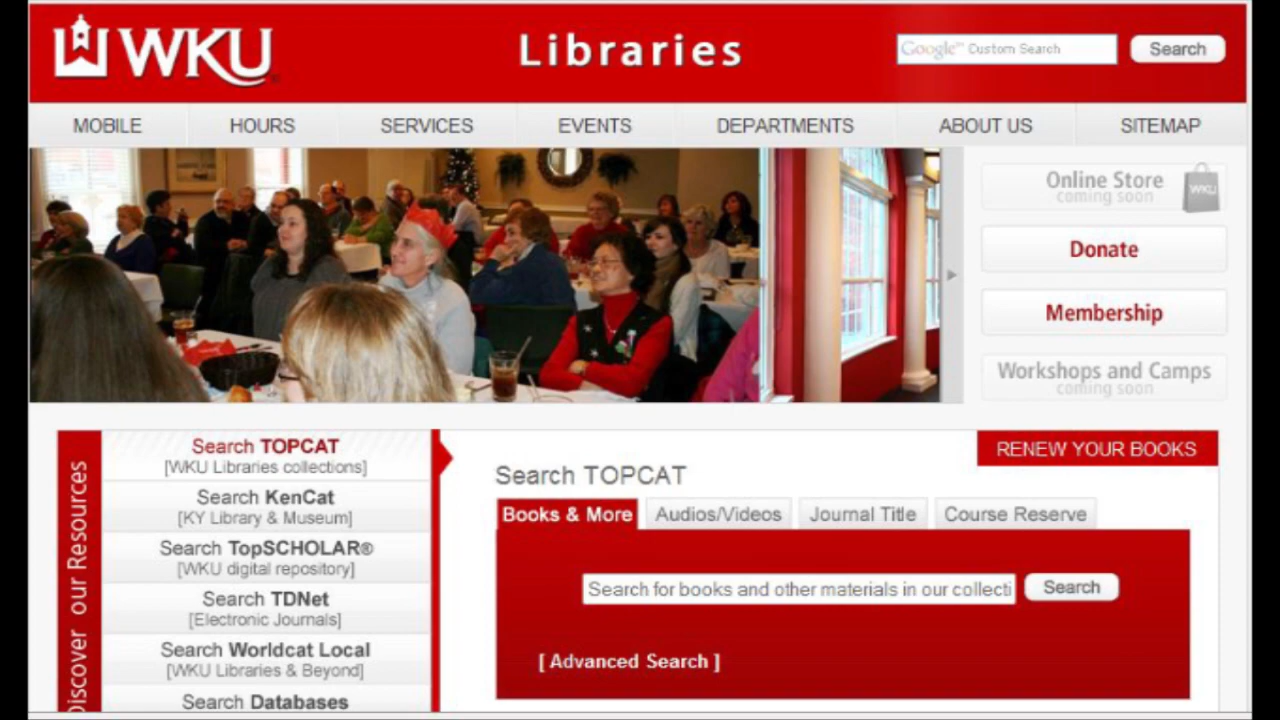 WKU
Libraries
Google™ Custom Search
Search
MOBILE
HOURS
SERVICES
EVENTS
DEPARTMENTS
ABOUT US
SITEMAP
Online Store
coming soon
WKU
Donate
Membership
Workshops and Camps
coming soon
Discover our Resources
Search TOPCAT
[WKU Libraries collections]
Search KenCat
[KY Library & Museum]
Search TopSCHOLAR®
[WKU digital repository]
Search TDNet
[Electronic Journals]
Search Worldcat Local
[WKU Libraries & Beyond]
Search Databases
RENEW YOUR BOOKS
Search TOPCAT
Books & More
Audios/Videos
Journal Title
Course Reserve
Search for books and other materials in our collecti
Search
[ Advanced Search ]